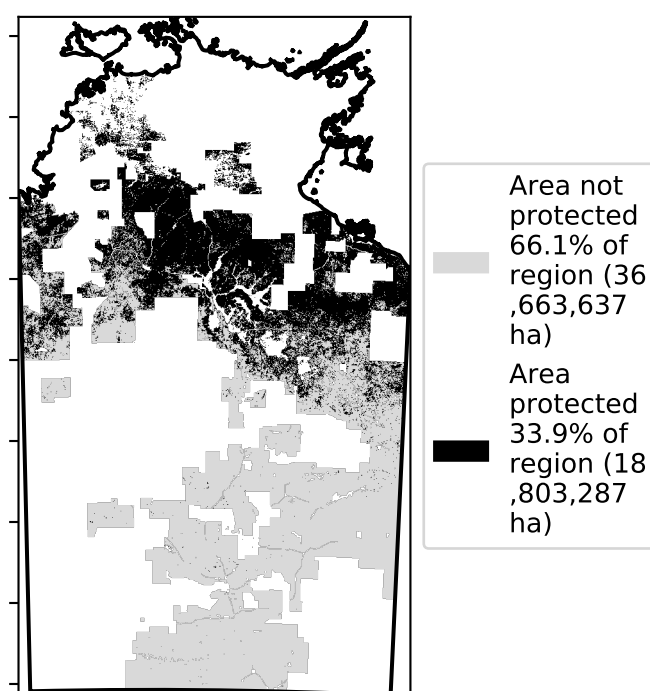 Area not
protected
66.1% of
region (36
,663,637
ha)
Area
protected
33.9% of
region (18
,803,287
ha)